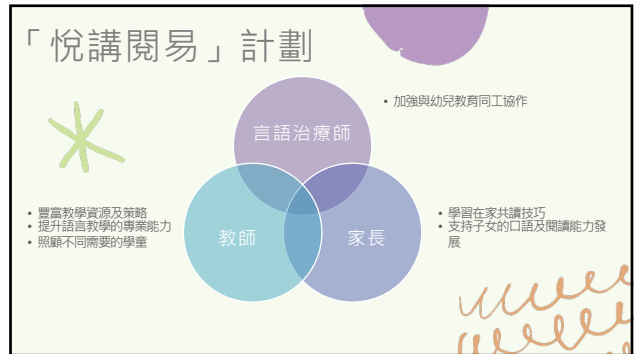 「悅講閱易」計劃
• 加強與幼兒教育同工協作
言語治療師
• 豐富教學資源及策略
• 提升語言教學的專業能力
• 照顧不同需要的學童
教師
家長
• 學習在家共讀技巧
• 支持子女的口語及閱讀能力發
展